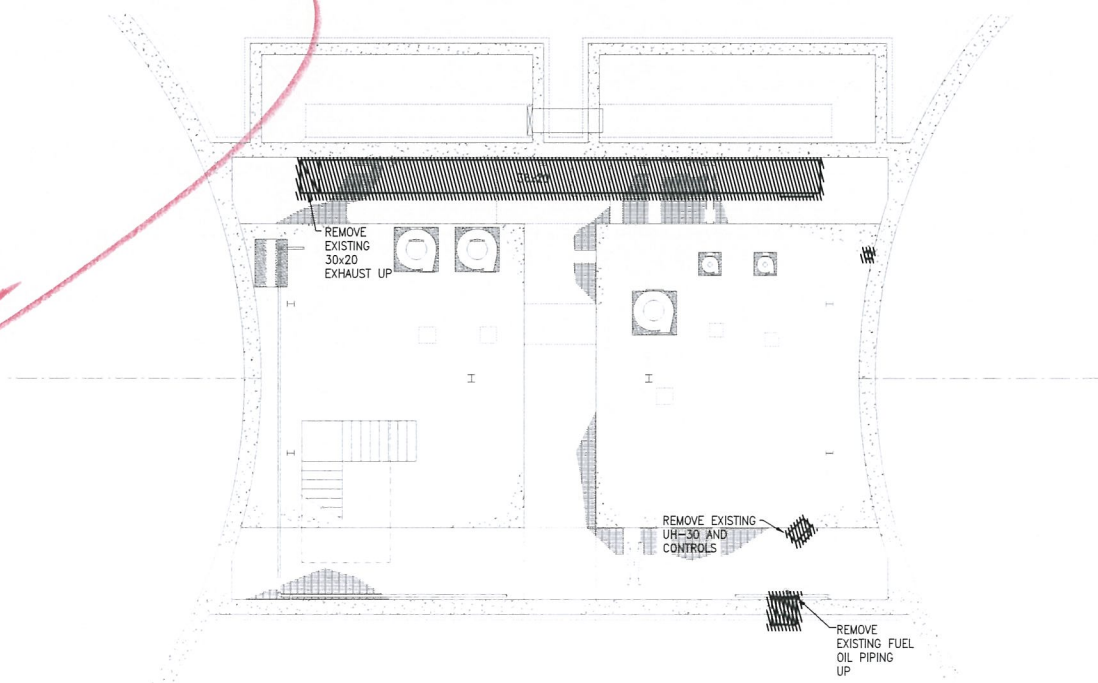 REMOVE
EXISTING
30x20
EXHAUST UP
REMOVE EXISTING
UH-30 AND
CONTROLS
REMOVE
EXISTING FUEL
OIL PIPING
UP